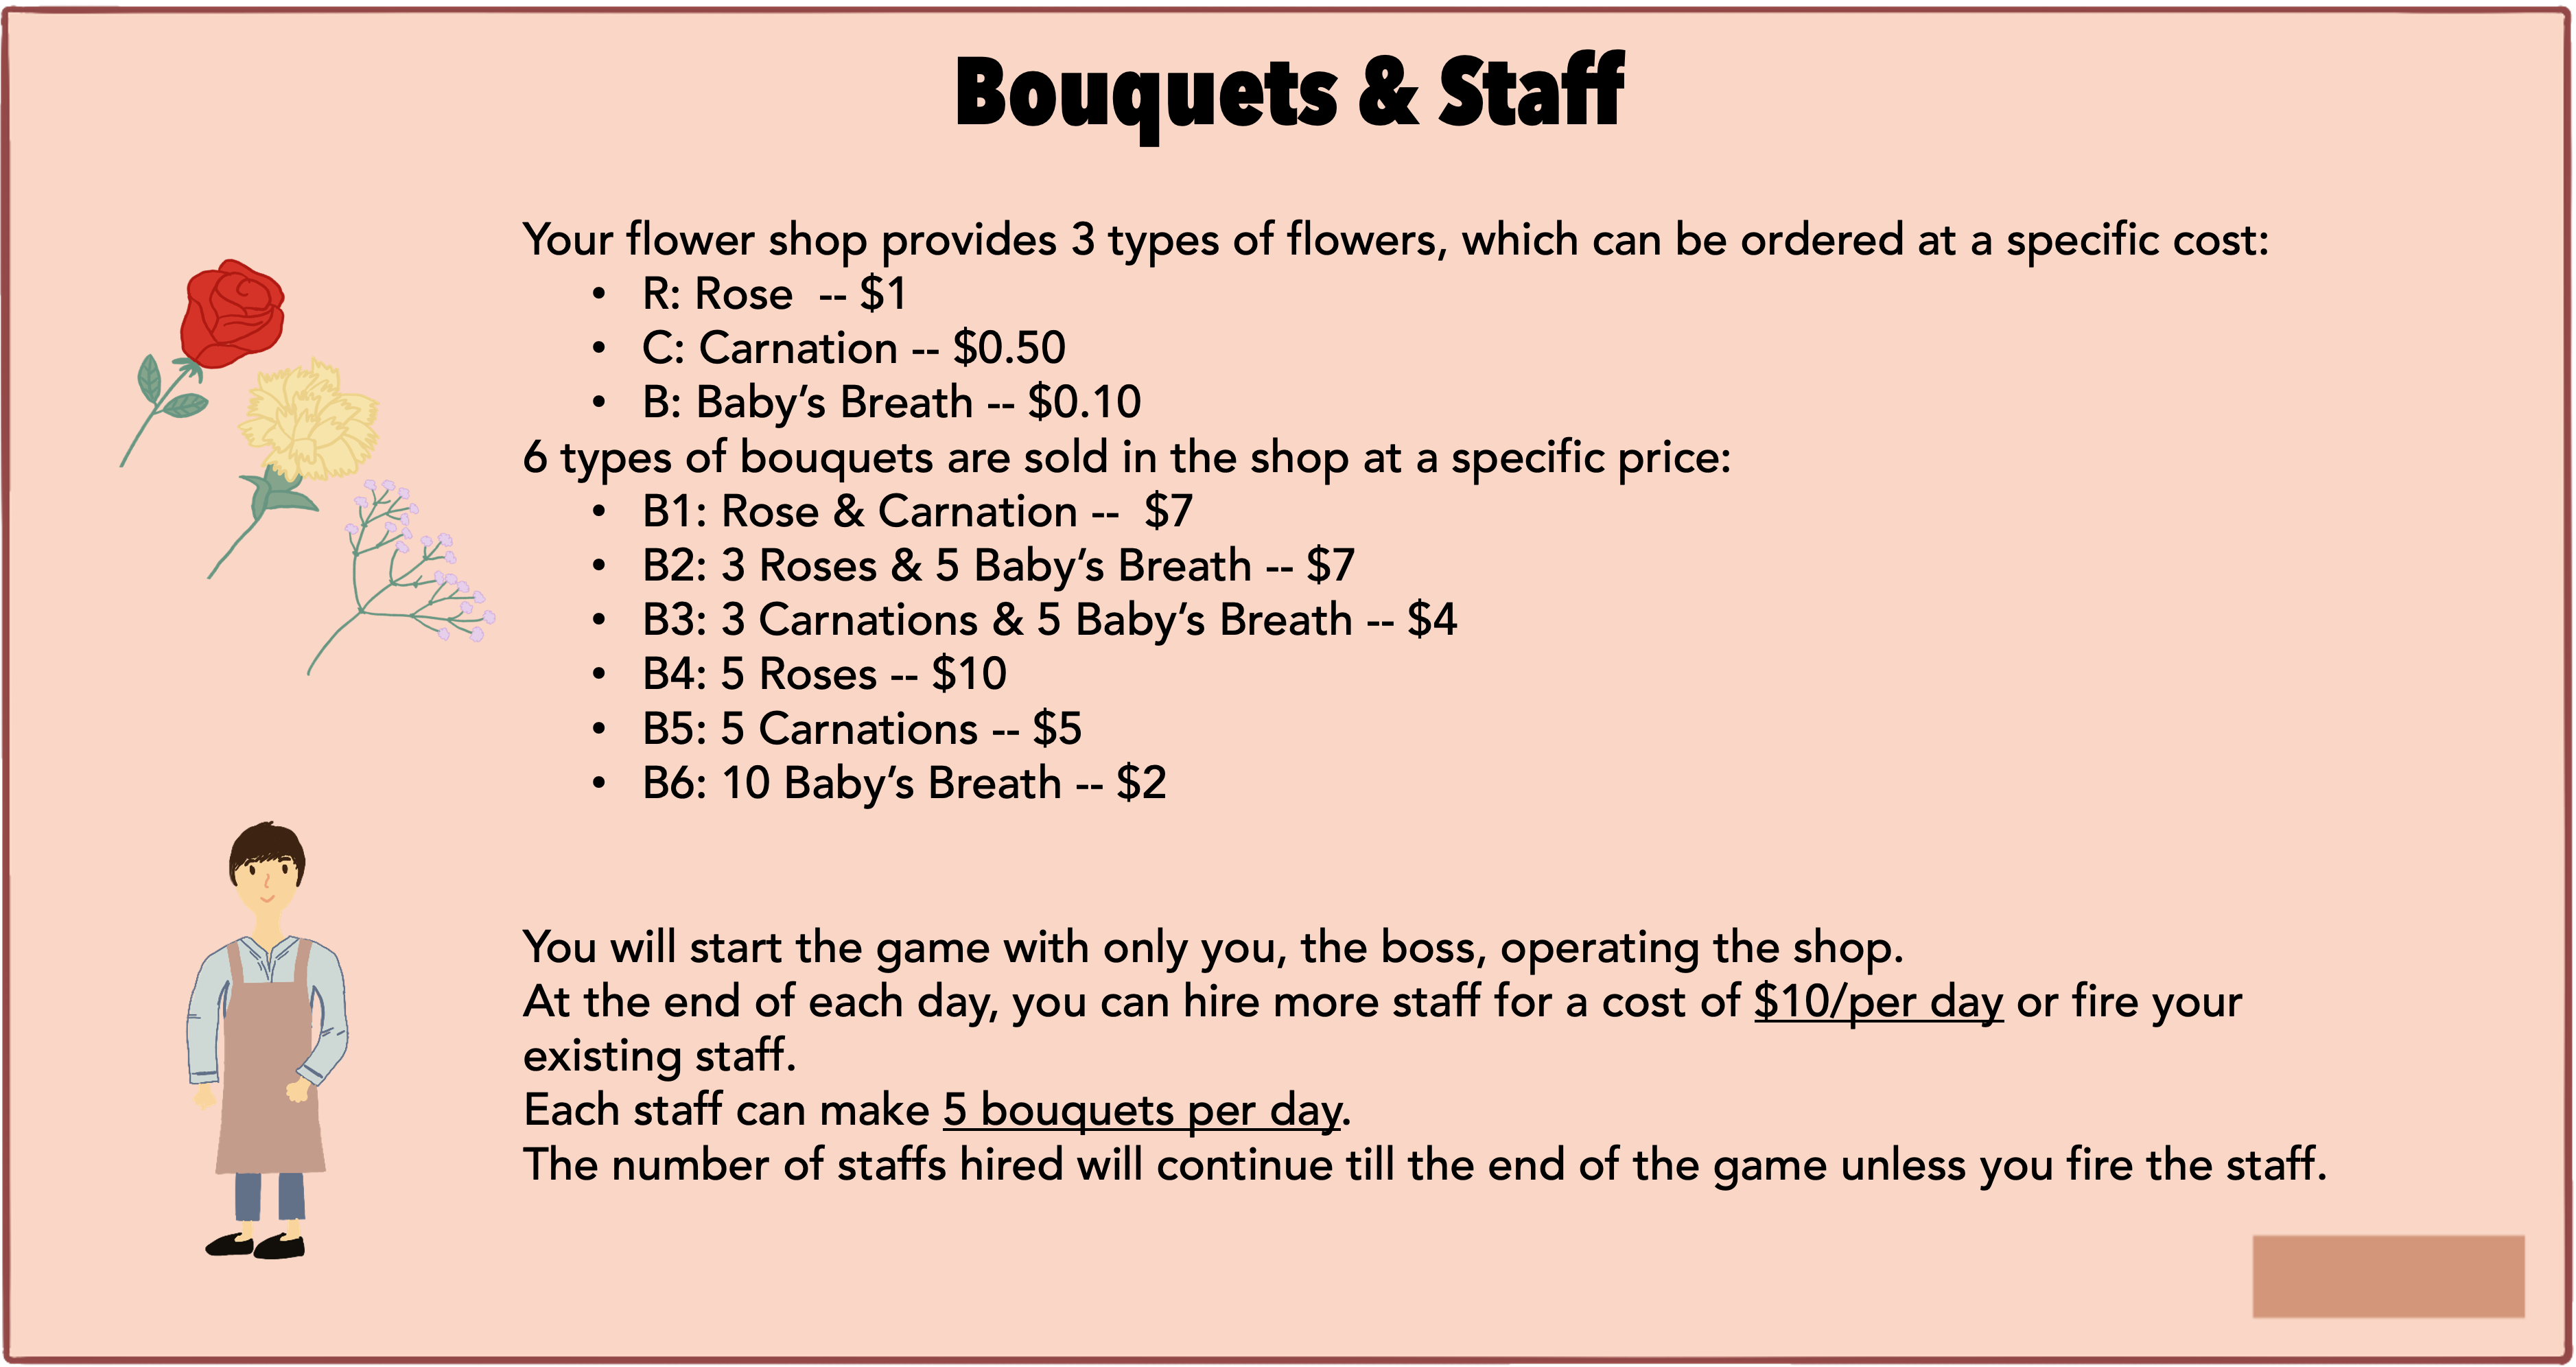 Bouquets & Staff
Your flower shop provides 3 types of flowers, which can be ordered at a specific cost:
• R: Rose  -- $1
• C: Carnation -- $0.50
• B: Baby’s Breath -- $0.10
6 types of bouquets are sold in the shop at a specific price:
• B1: Rose & Carnation --  $7
• B2: 3 Roses & 5 Baby’s Breath -- $7
• B3: 3 Carnations & 5 Baby’s Breath -- $4
• B4: 5 Roses -- $10
• B5: 5 Carnations -- $5
• B6: 10 Baby’s Breath -- $2
You will start the game with only you, the boss, operating the shop.
At the end of each day, you can hire more staff for a cost of $10/per day or fire your
existing staff.
Each staff can make 5 bouquets per day.
The number of staffs hired will continue till the end of the game unless you fire the staff.